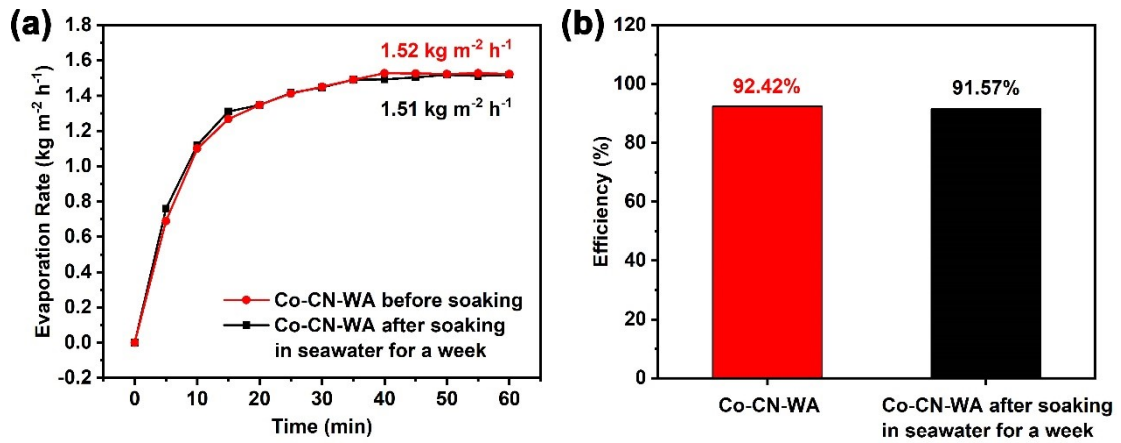 (a)
1.8
1.6
1.4
1.2
1.0
0.8
0.6
0.4
0.2
0.0
-0.2
Evaporation Rate (kg m⁻² h⁻¹)
1.52 kg m⁻² h⁻¹
1.51 kg m⁻² h⁻¹
Co-CN-WA before soaking
Co-CN-WA after soaking
in seawater for a week
0 10 20 30 40 50 60
Time (min)
(b)
120
100
80
60
40
20
0
Efficiency (%)
92.42%
91.57%
Co-CN-WA
Co-CN-WA after soaking
in seawater for a week